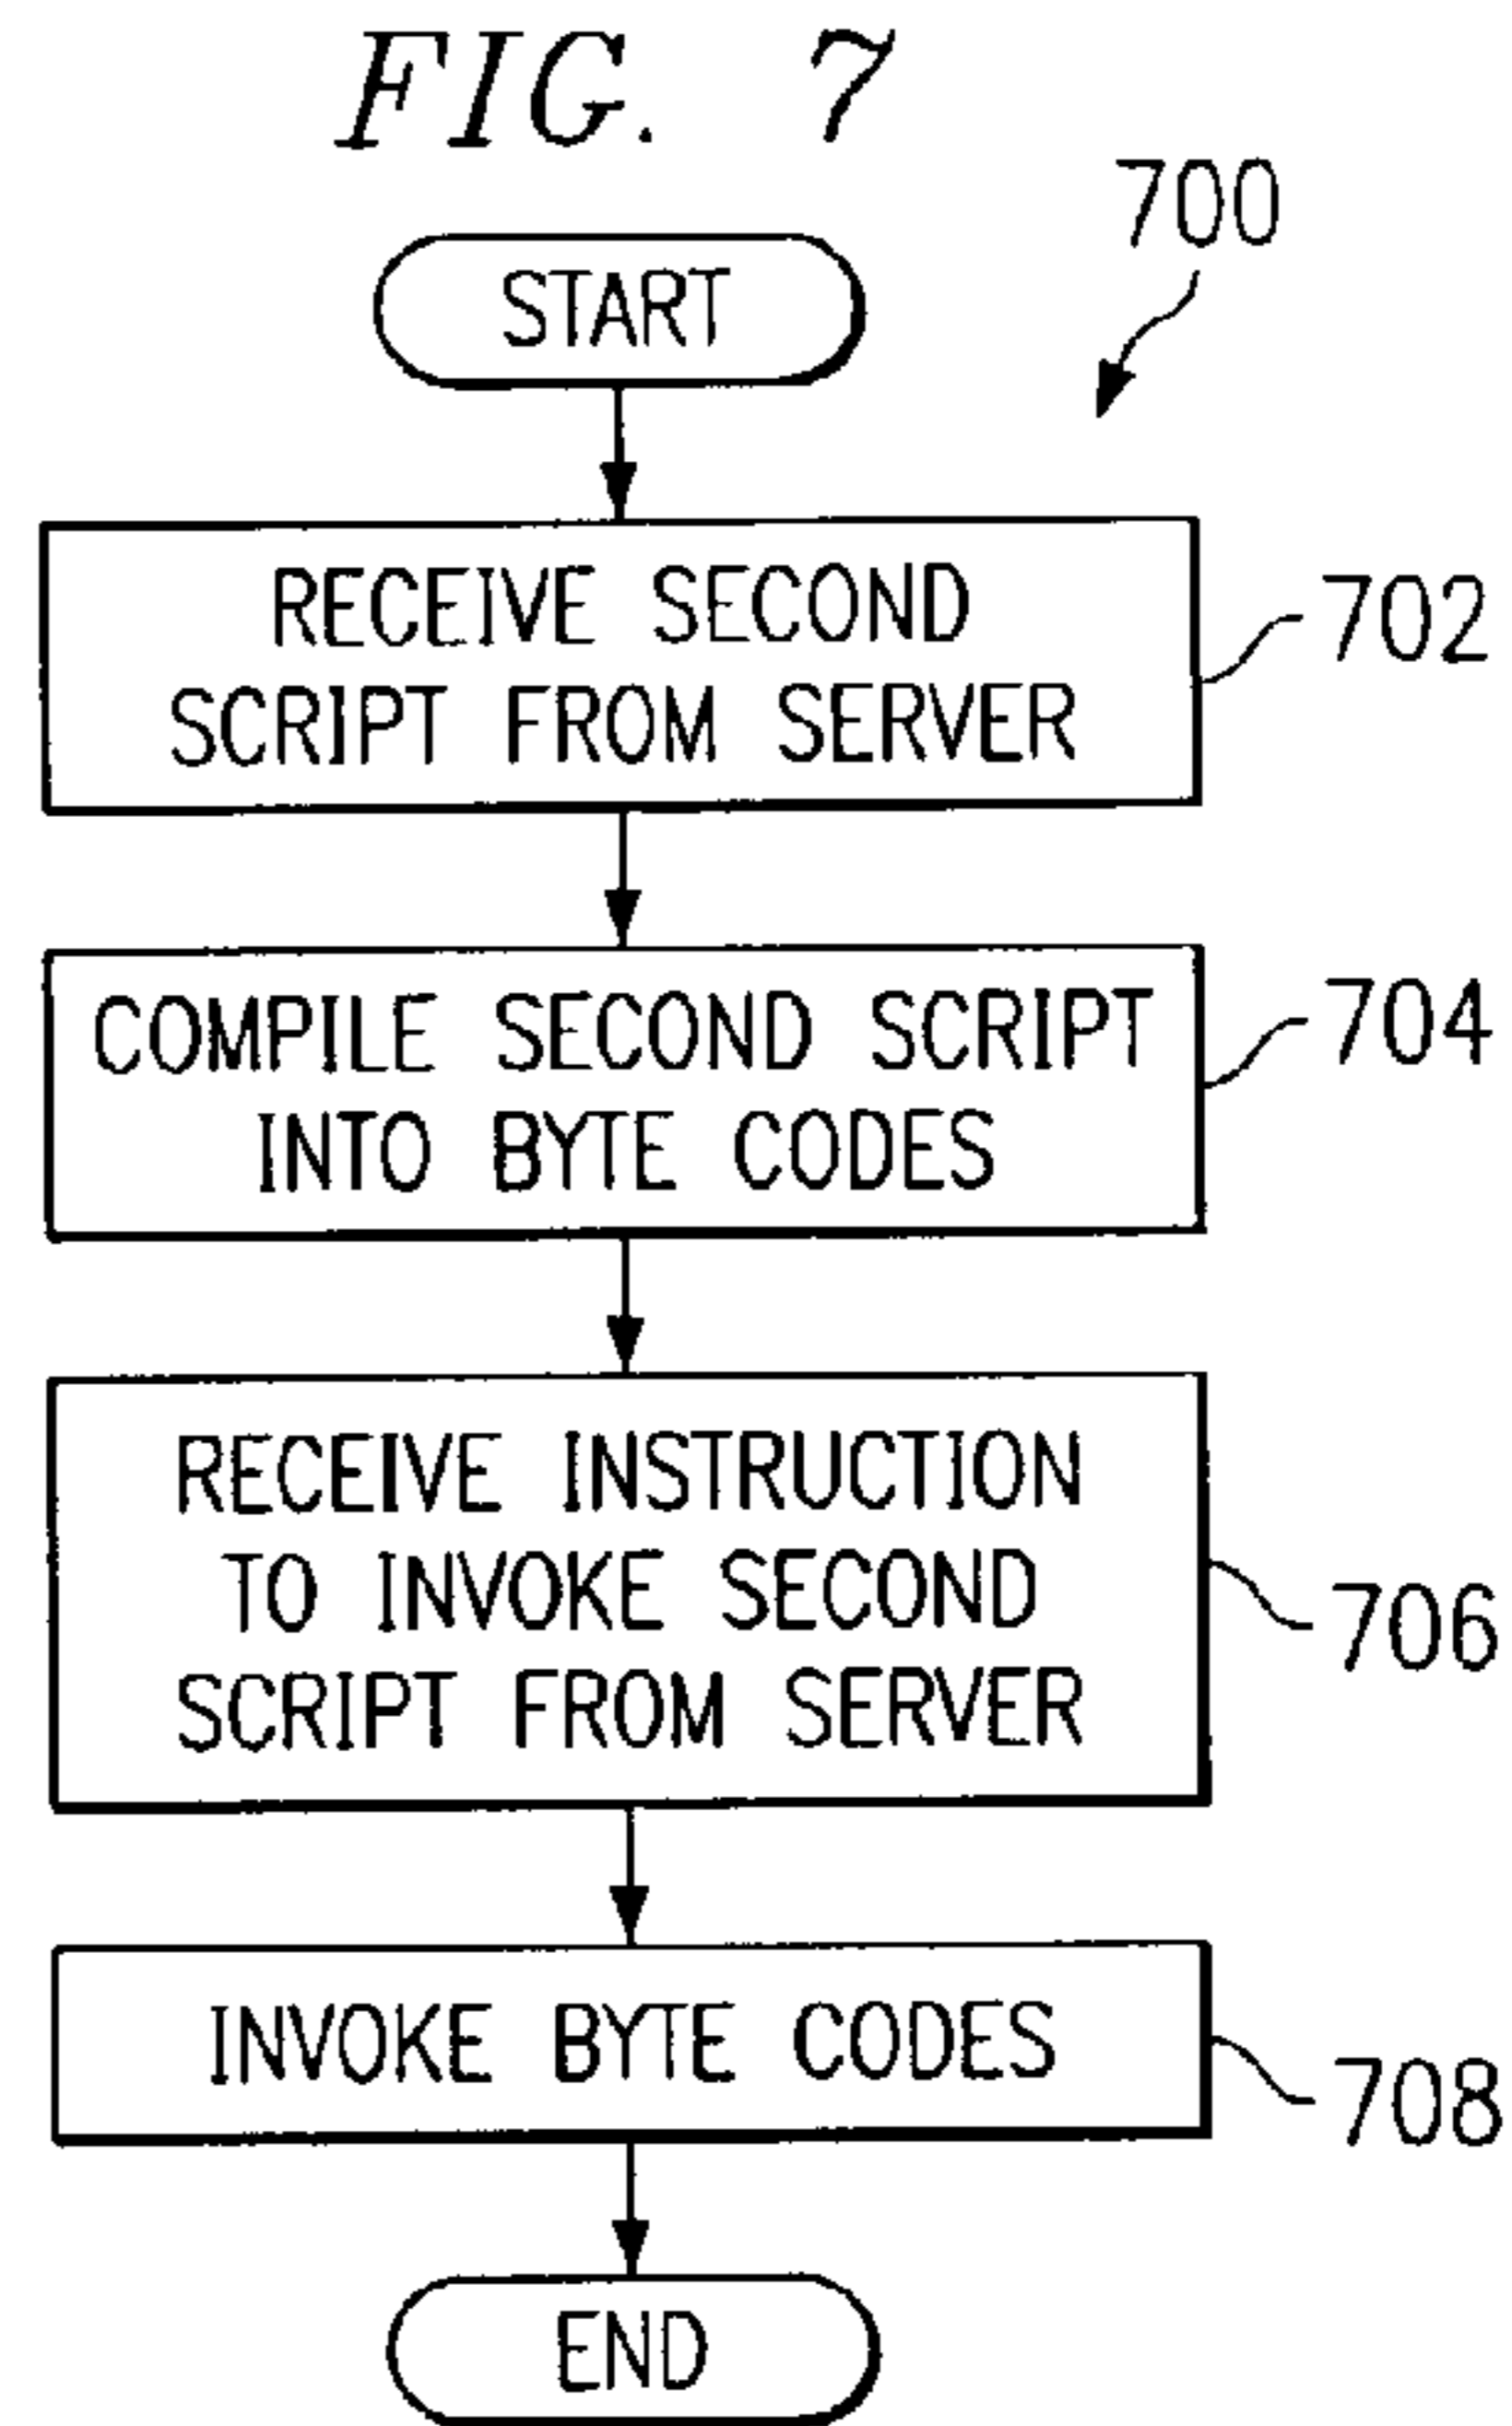 FIG. 7
700
START
RECEIVE SECOND
SCRIPT FROM SERVER
702
COMPILE SECOND SCRIPT
INTO BYTE CODES
704
RECEIVE INSTRUCTION
TO INVOKE SECOND
SCRIPT FROM SERVER
706
INVOKE BYTE CODES
708
END